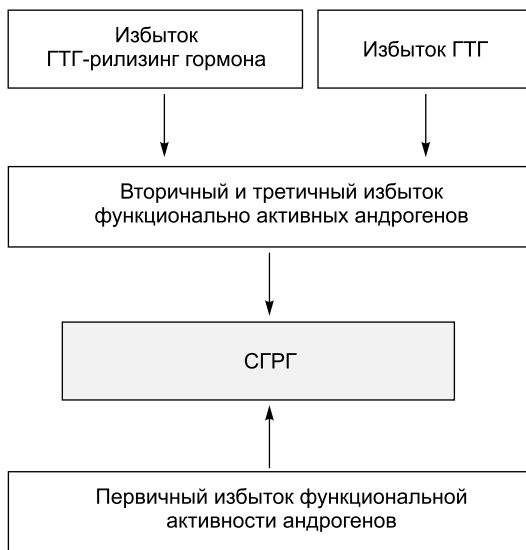 Избыток
ГТГ-рилизинг гормона
Избыток ГТГ
Вторичный и третичный избыток
функционально активных андрогенов
СГРГ
Первичный избыток функциональной
активности андрогенов